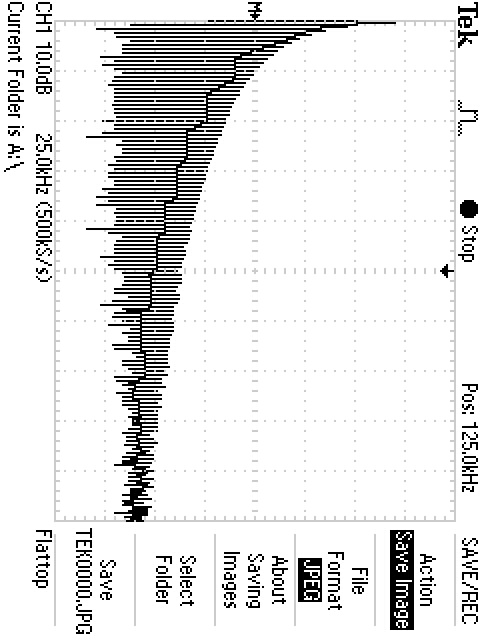 Tek
Stop
Pos: 125.0kHz
SAVE/REC
M
Action
Save Image
File
Format
JPEG
About
Saving
Images
Select
Folder
Save
TEK0000.JPG
CH1 10.0dB
25.0kHz (500kS/s)
Flattop
Current Folder is A:\